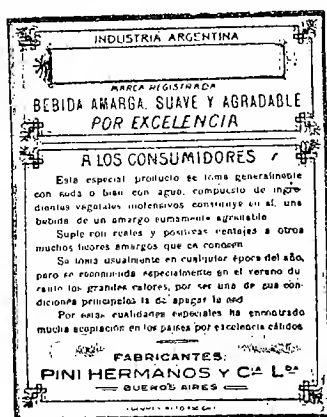 INDUSTRIA ARGENTINA
MARCA REGISTRADA
BEBIDA AMARGA, SUAVE Y AGRADABLE
POR EXCELENCIA
A LOS CONSUMIDORES
Este especial producto se toma generalmente
con soda o bien con agua, compuesto de ingre-
dientes vegetales inofensivos constituye en sí, una
bebida de un amargo sumamente agradable
Suple con reales y positivas ventajas a otros
muchos licores amargos que se conocen
Se toma usualmente en cualquier época del año,
pero se recomienda especialmente en el verano du-
rante los grandes calores, por ser una de sus con-
diciones principales la de apagar la sed
Por estas cualidades especiales ha encontrado
mucha aceptación en los países por excelencia cálidos
FABRICANTES:
PINI HERMANOS Y CIA LDA
BUENOS AIRES